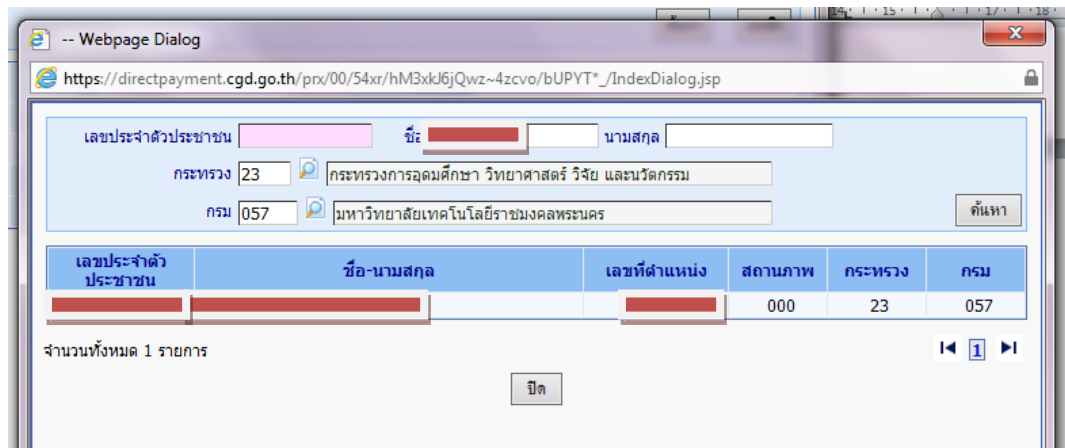 14 · 15 · 17 · 18
-- Webpage Dialog
https://directpayment.cgd.go.th/prx/00/54xr/hM3xkJ6jQwz~4zcvo/bUPYT*_/IndexDialog.jsp
เลขประจำตัวประชาชน ชื่อ นามสกุล
กระทรวง 23 กระทรวงการอุดมศึกษา วิทยาศาสตร์ วิจัย และนวัตกรรม
กรม 057 มหาวิทยาลัยเทคโนโลยีราชมงคลพระนคร ค้นหา
เลขประจำตัว
ประชาชน ชื่อ-นามสกุล เลขที่ตำแหน่ง สถานภาพ กระทรวง กรม
000 23 057
จำนวนทั้งหมด 1 รายการ 1
ปิด